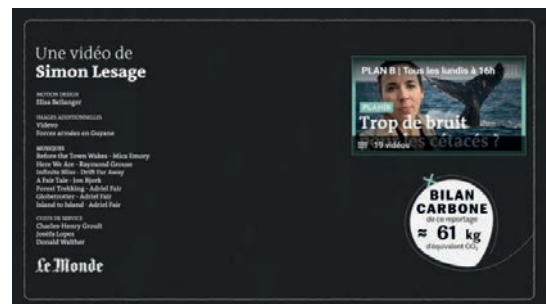 Une vidéo de
Simon Lesage
MOTION DESIGN
Elisa Bellanger
IMAGES ADDITIONNELLES
Videvo
Forces armées en Guyane
MUSIQUES
Before the Town Wakes - Mica Emory
Here We Are - Raymond Grouse
Infinite Bliss - Drift Far Away
A Fair Tale - Jon Bjork
Forest Trekking - Adriel Fair
Globetrotter - Adriel Fair
Island to Island - Adriel Fair
CHEFS DE SERVICE
Charles-Henry Groult
Joséfa Lopez
Donald Walther
Le Monde
PLAN B | Tous les lundis à 16h
PLAN B
Trop de bruit
pour les cétacés ?
19 vidéos
BILAN
CARBONE
de ce reportage
≈ 61 kg
d'équivalent CO₂